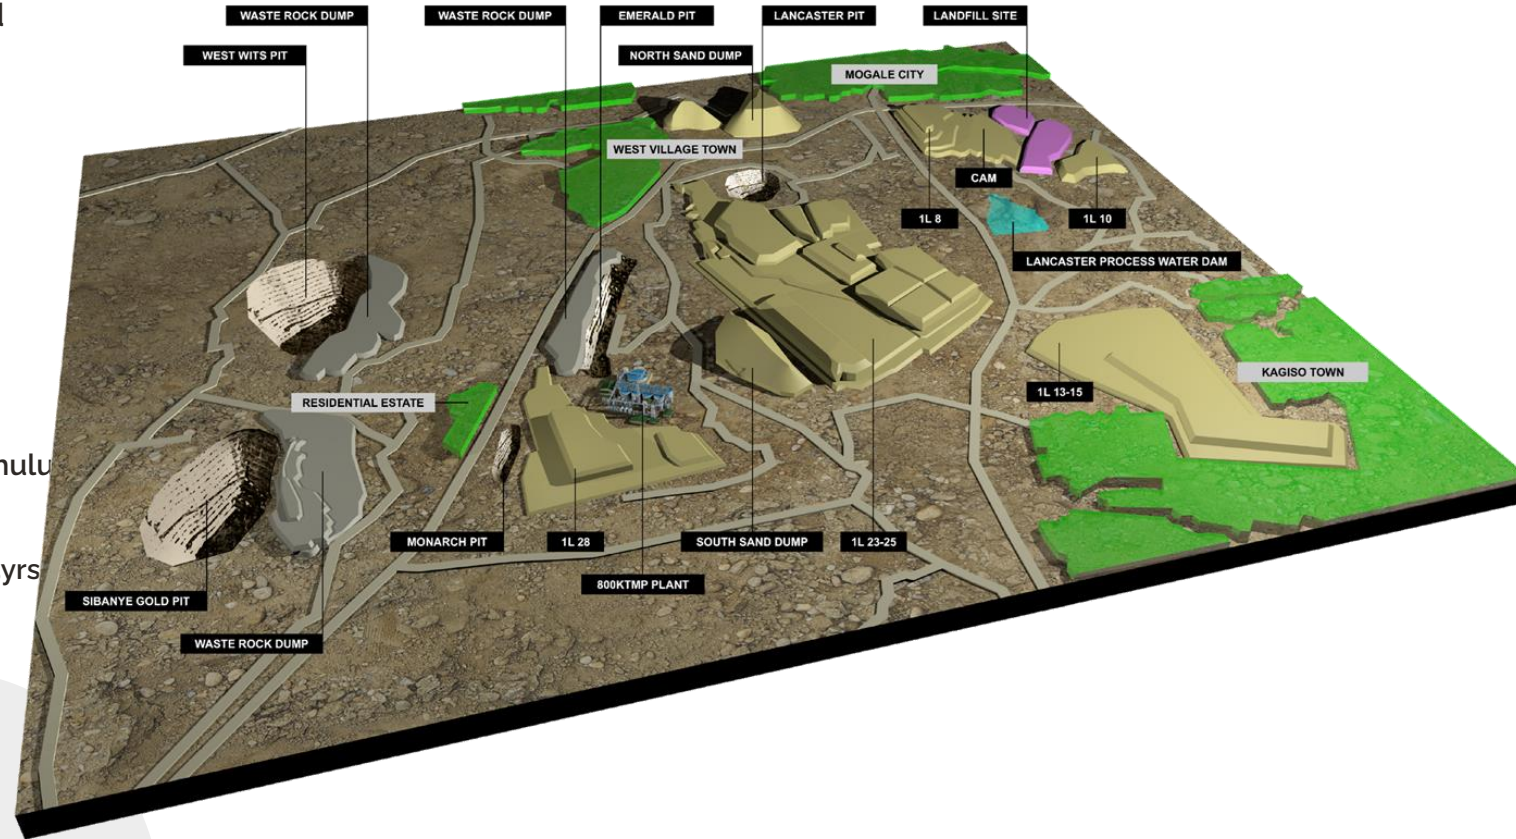 WASTE ROCK DUMP
WASTE ROCK DUMP
EMERALD PIT
LANCASTER PIT
LANDFILL SITE
WEST WITS PIT
NORTH SAND DUMP
MOGALE CITY
WEST VILLAGE TOWN
CAM
1L 8
1L 10
LANCASTER PROCESS WATER DAM
KAGISO TOWN
1L 13-15
RESIDENTIAL ESTATE
nulu
MONARCH PIT
1L 28
SOUTH SAND DUMP
1L 23-25
yrs
800KTMP PLANT
SIBANYE GOLD PIT
WASTE ROCK DUMP